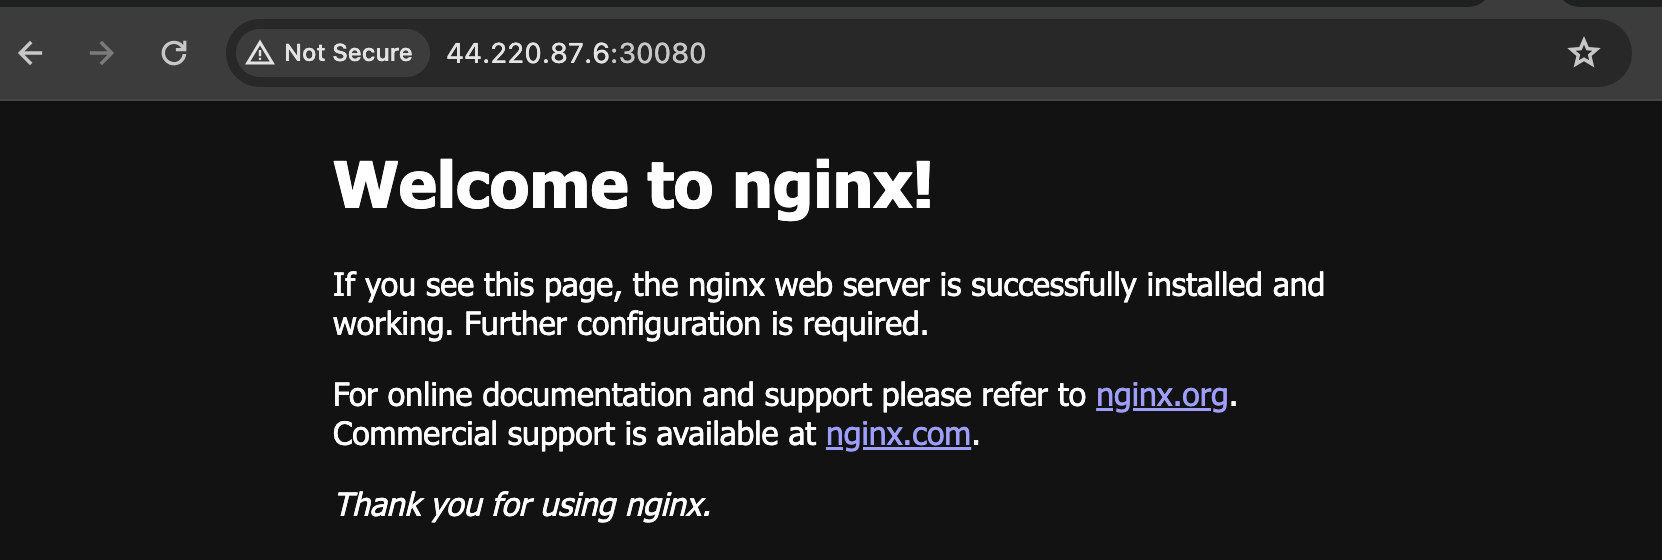 Not Secure 44.220.87.6:30080
Welcome to nginx!
If you see this page, the nginx web server is successfully installed and
working. Further configuration is required.
For online documentation and support please refer to nginx.org.
Commercial support is available at nginx.com.
Thank you for using nginx.